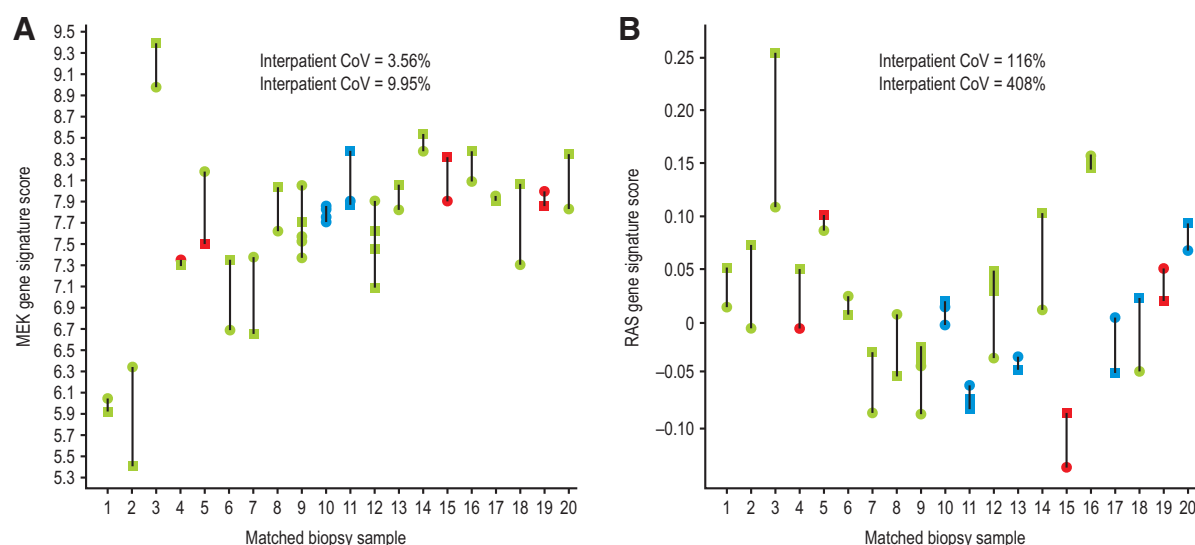 A
Interpatient CoV = 3.56%
Interpatient CoV = 9.95%
MEK gene signature score
9.5
9.3
9.1
8.9
8.7
8.5
8.3
8.1
7.9
7.7
7.5
7.3
7.1
6.9
6.7
6.5
6.3
6.1
5.9
5.7
5.5
5.3
1 2 3 4 5 6 7 8 9 10 11 12 13 14 15 16 17 18 19 20
Matched biopsy sample
B
Interpatient CoV = 116%
Interpatient CoV = 408%
RAS gene signature score
0.25
0.20
0.15
0.10
0.05
0
–0.05
–0.10
1 2 3 4 5 6 7 8 9 10 11 12 13 14 15 16 17 18 19 20
Matched biopsy sample